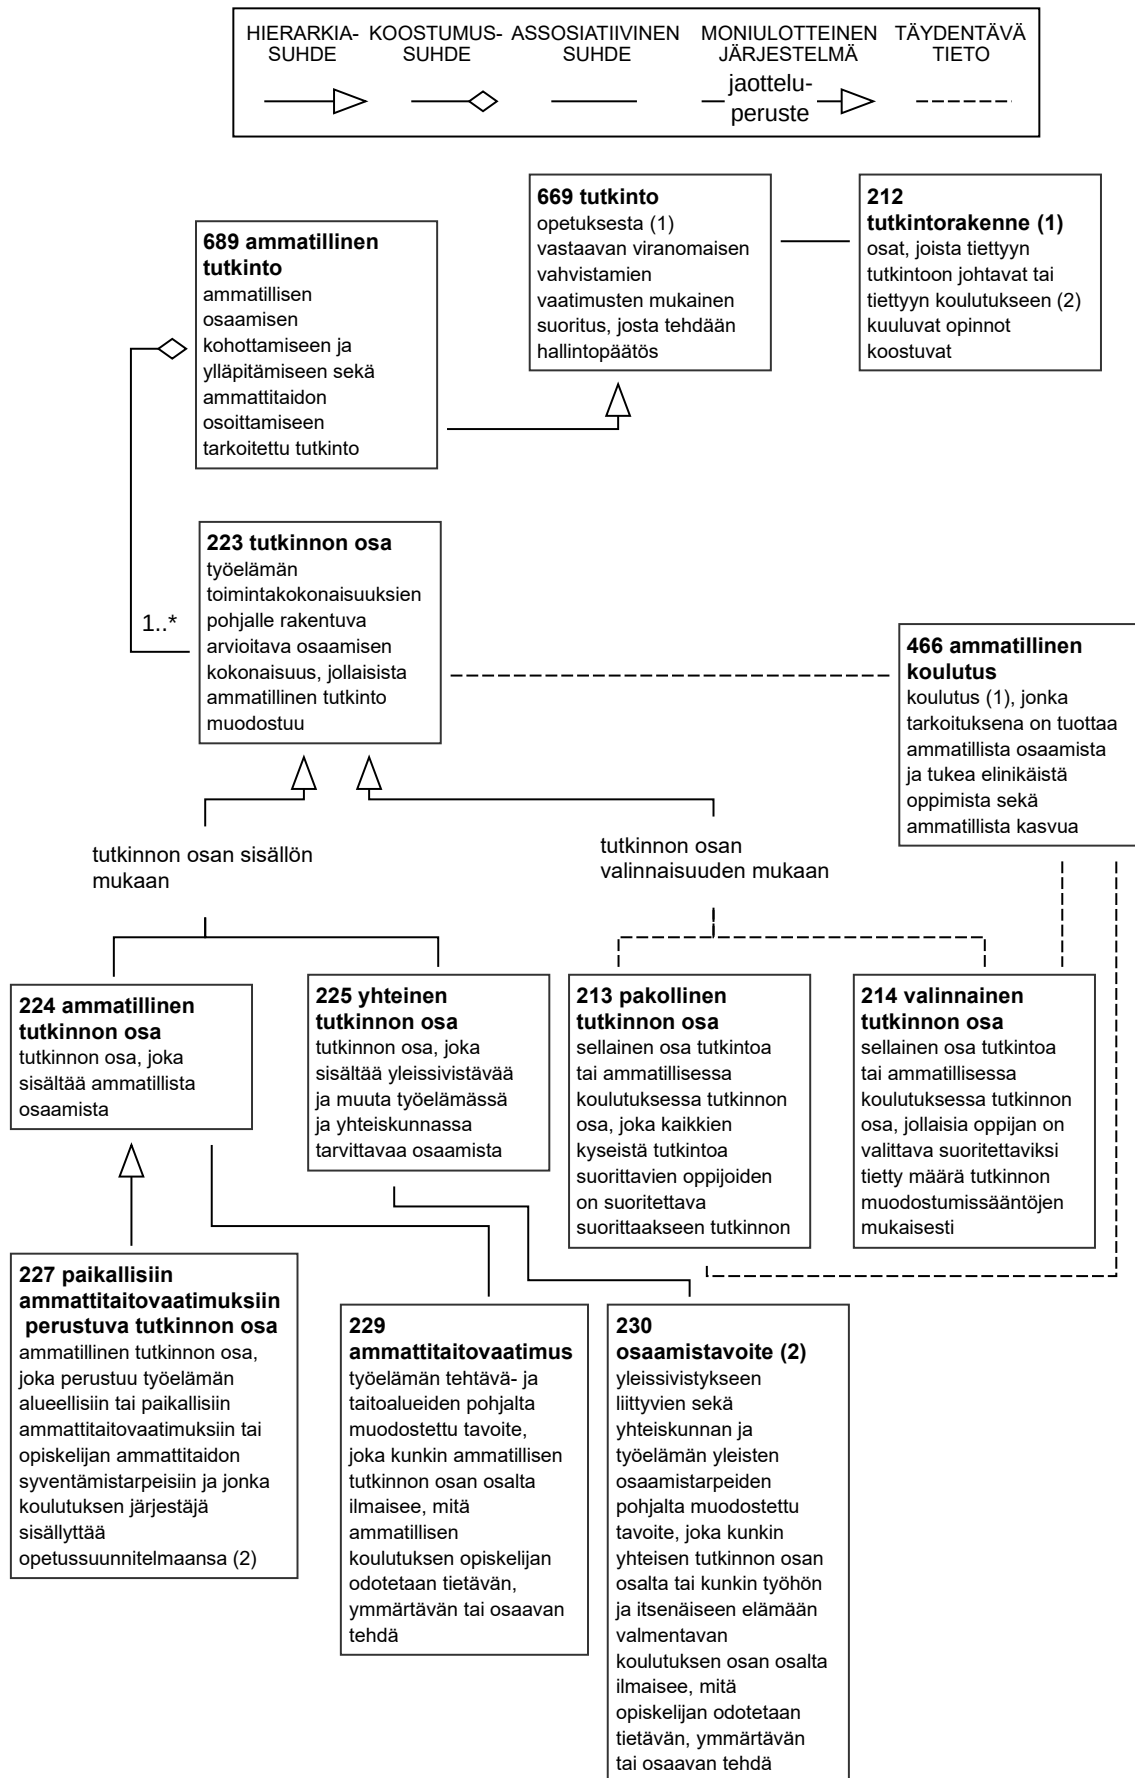 HIERARKIA-
SUHDE
KOOSTUMUS-
SUHDE
ASSOSIATIIVINEN
SUHDE
MONIULOTTEINEN
JÄRJESTELMÄ
TÄYDENTÄVÄ
TIETO
jaottelu-
peruste
689 ammatillinen
tutkinto
ammatillisen
osaamisen
kohottamiseen ja
ylläpitämiseen sekä
ammattitaidon
osoittamiseen
tarkoitettu tutkinto
669 tutkinto
opetuksesta (1)
vastaavan viranomaisen
vahvistamien
vaatimusten mukainen
suoritus, josta tehdään
hallintopäätös
212
tutkintorakenne (1)
osat, joista tiettyyn
tutkintoon johtavat tai
tiettyyn koulutukseen (2)
kuuluvat opinnot
koostuvat
223 tutkinnon osa
työelämän
toimintakokonaisuuksien
pohjalle rakentuva
arvioitava osaamisen
kokonaisuus, jollaisista
ammatillinen tutkinto
muodostuu
1..*
466 ammatillinen
koulutus
koulutus (1), jonka
tarkoituksena on tuottaa
ammatillista osaamista
ja tukea elinikäistä
oppimista sekä
ammatillista kasvua
tutkinnon osan sisällön
mukaan
tutkinnon osan
valinnaisuuden mukaan
224 ammatillinen
tutkinnon osa
tutkinnon osa, joka
sisältää ammatillista
osaamista
225 yhteinen
tutkinnon osa
tutkinnon osa, joka
sisältää yleissivistävää
ja muuta työelämässä
ja yhteiskunnassa
tarvittavaa osaamista
213 pakollinen
tutkinnon osa
sellainen osa tutkintoa
tai ammatillisessa
koulutuksessa tutkinnon
osa, joka kaikkien
kyseistä tutkintoa
suorittavien oppijoiden
on suoritettava
suorittaakseen tutkinnon
214 valinnainen
tutkinnon osa
sellainen osa tutkintoa
tai ammatillisessa
koulutuksessa tutkinnon
osa, jollaisia oppijan on
valittava suoritettaviksi
tietty määrä tutkinnon
muodostumissääntöjen
mukaisesti
227 paikallisiin
ammattitaitovaatimuksiin
perustuva tutkinnon osa
ammatillinen tutkinnon osa,
joka perustuu työelämän
alueellisiin tai paikallisiin
ammattitaitovaatimuksiin tai
opiskelijan ammattitaidon
syventämistarpeisiin ja jonka
koulutuksen järjestäjä
sisällyttää
opetussuunnitelmaansa (2)
229
ammattitaitovaatimus
työelämän tehtävä- ja
taitoalueiden pohjalta
muodostettu tavoite,
joka kunkin ammatillisen
tutkinnon osan osalta
ilmaisee, mitä
ammatillisen
koulutuksen opiskelijan
odotetaan tietävän,
ymmärtävän tai osaavan
tehdä
230
osaamistavoite (2)
yleissivistykseen
liittyvien sekä
yhteiskunnan ja
työelämän yleisten
osaamistarpeiden
pohjalta muodostettu
tavoite, joka kunkin
yhteisen tutkinnon osan
osalta tai kunkin työhön
ja itsenäiseen elämään
valmentavan
koulutuksen osan osalta
ilmaisee, mitä
opiskelijan odotetaan
tietävän, ymmärtävän
tai osaavan tehdä